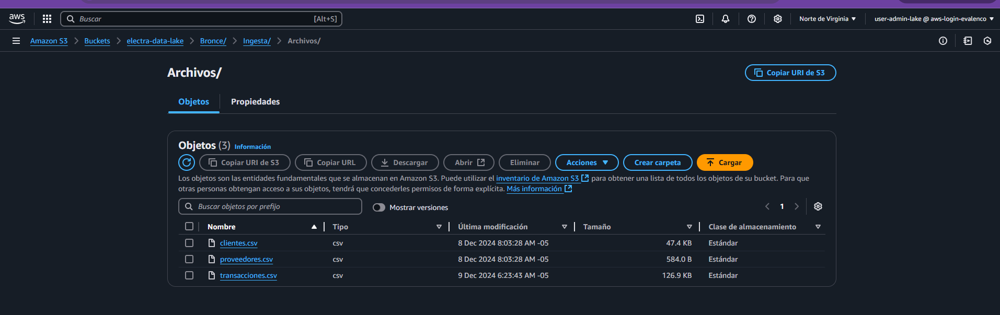 aws
Buscar [Alt+S] Norte de Virginia user-admin-lake @ aws-login-evalenco
Amazon S3 Buckets electra-data-lake Bronce/ Ingesta/ Archivos/
Archivos/ Copiar URI de S3
Objetos Propiedades
Objetos (3) Información
Copiar URI de S3 Copiar URL Descargar Abrir Eliminar Acciones Crear carpeta Cargar
Los objetos son las entidades fundamentales que se almacenan en Amazon S3. Puede utilizar el inventario de Amazon S3 para obtener una lista de todos los objetos de su bucket. Para que
otras personas obtengan acceso a sus objetos, tendrá que concederles permisos de forma explícita. Más información
Buscar objetos por prefijo Mostrar versiones 1
Nombre Tipo Última modificación Tamaño Clase de almacenamiento
clientes.csv csv 8 Dec 2024 8:03:28 AM -05 47.4 KB Estándar
proveedores.csv csv 8 Dec 2024 8:03:28 AM -05 584.0 B Estándar
transacciones.csv csv 9 Dec 2024 6:23:43 AM -05 126.9 KB Estándar